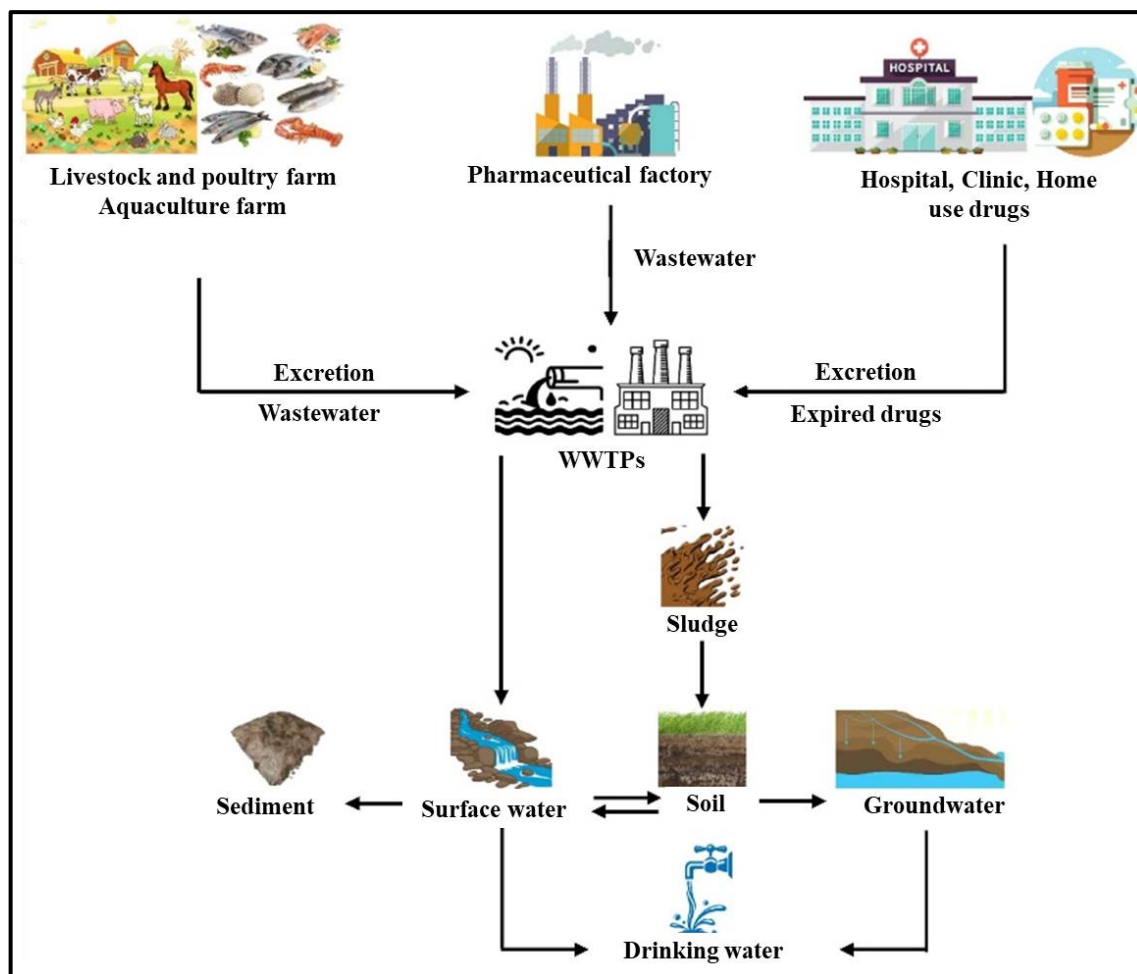 HOSPITAL
Livestock and poultry farm
Aquaculture farm
Pharmaceutical factory
Hospital, Clinic, Home
use drugs
Wastewater
Excretion
Wastewater
Excretion
Expired drugs
WWTPs
Sludge
Sediment
Surface water
Soil
Groundwater
Drinking water